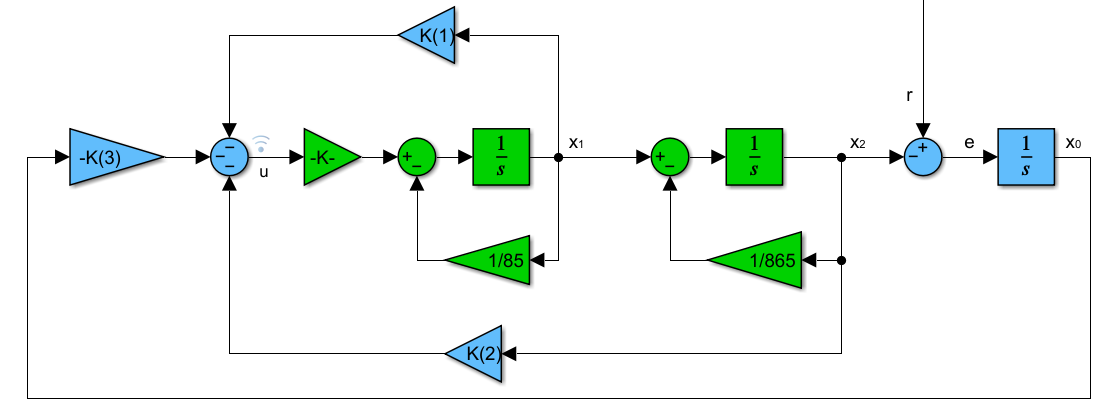 K(1)
r
-K(3)
u
-K-
1
s
x1
1
s
x2
e
1
s
x0
1/85
1/865
K(2)